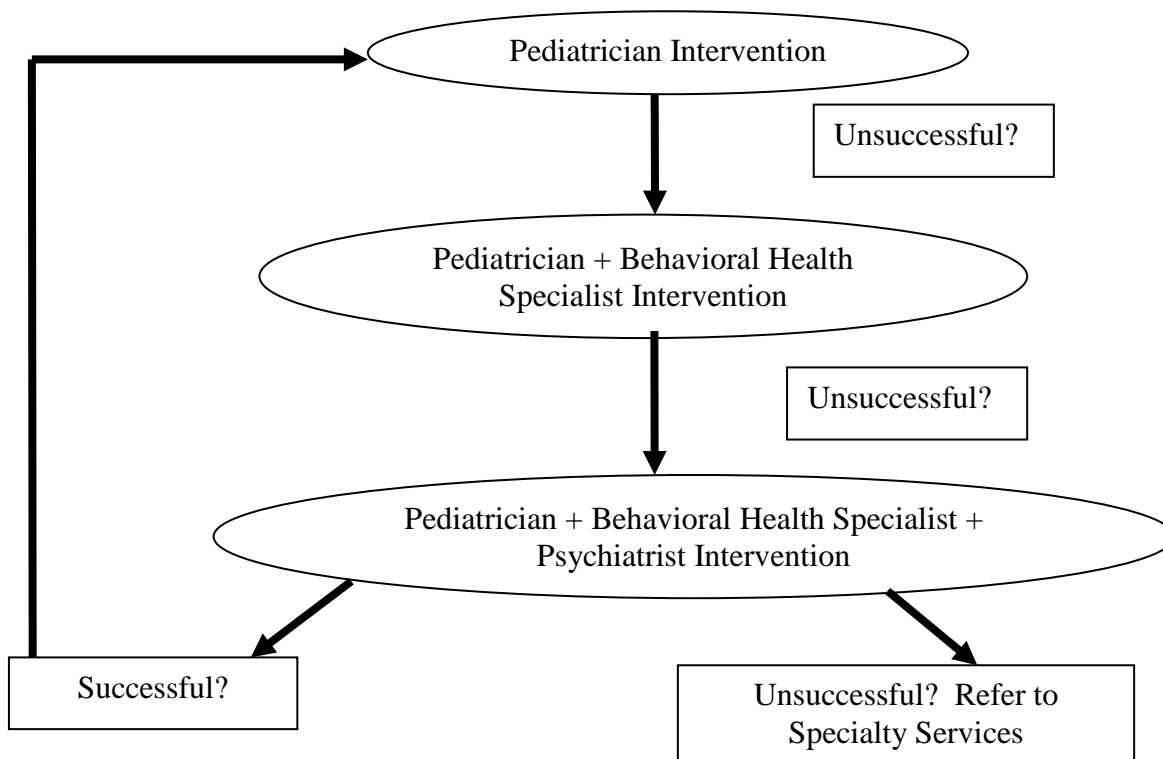 Pediatrician Intervention
Unsuccessful?
Pediatrician + Behavioral Health
Specialist Intervention
Unsuccessful?
Pediatrician + Behavioral Health Specialist +
Psychiatrist Intervention
Successful?
Unsuccessful?  Refer to
Specialty Services